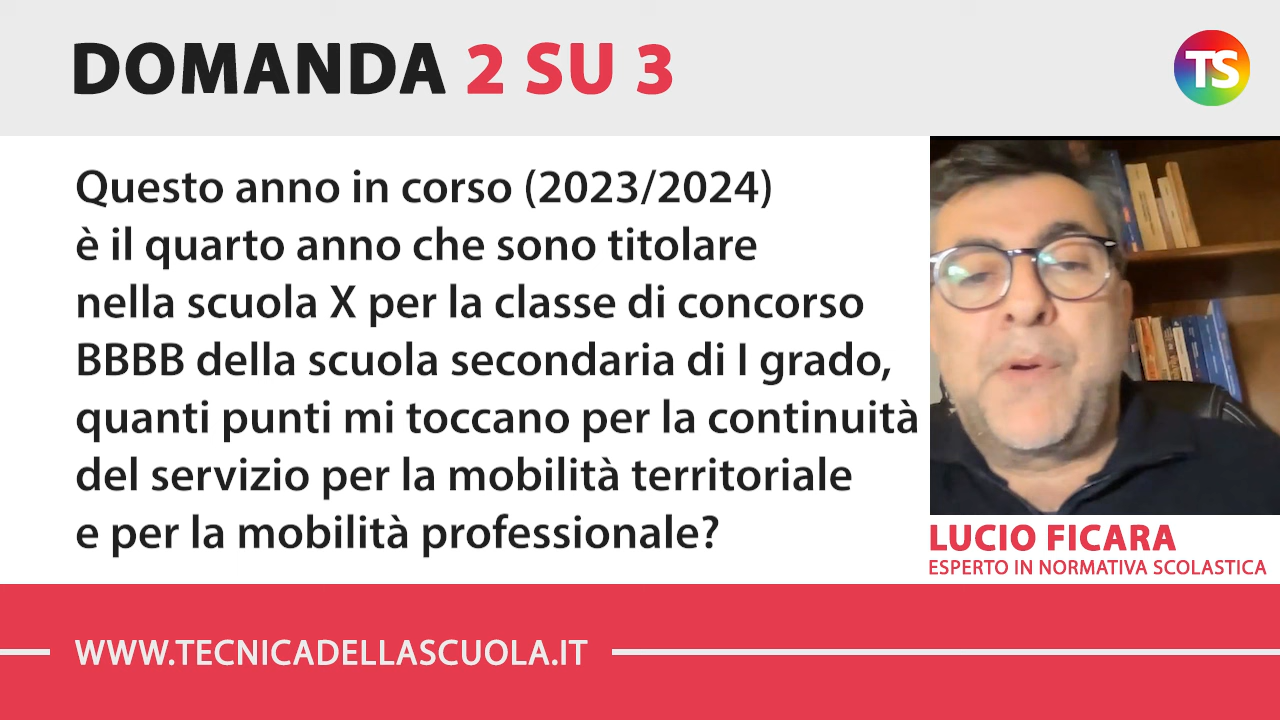 DOMANDA 2 SU 3
TS
Questo anno in corso (2023/2024)
è il quarto anno che sono titolare
nella scuola X per la classe di concorso
BBBB della scuola secondaria di I grado,
quanti punti mi toccano per la continuità
del servizio per la mobilità territoriale
e per la mobilità professionale?
LUCIO FICARA
ESPERTO IN NORMATIVA SCOLASTICA
WWW.TECNICADELLASCUOLA.IT